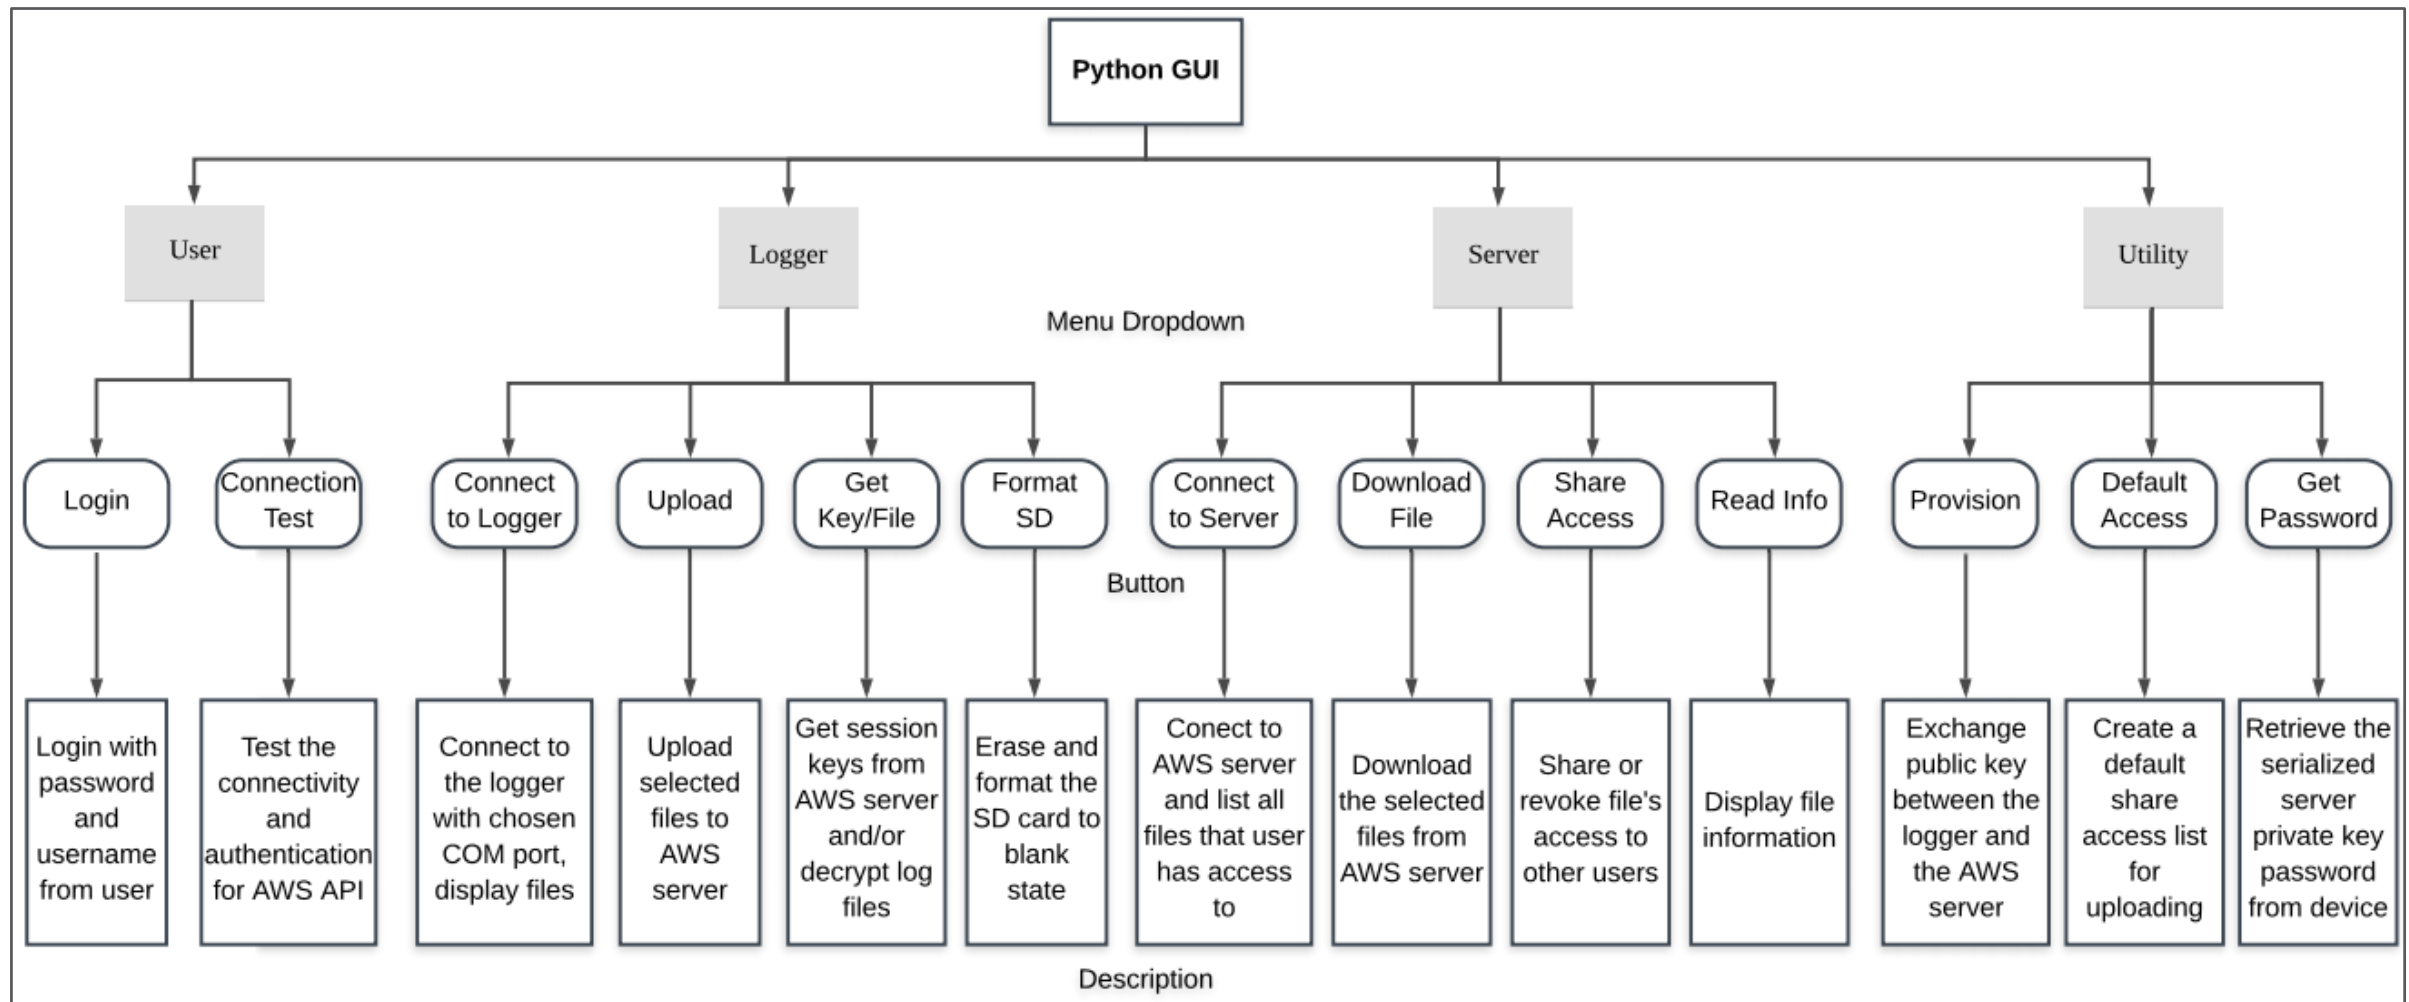 Python GUI
User
Logger
Server
Utility
Menu Dropdown
Login
Connection
Test
Connect
to Logger
Upload
Get
Key/File
Format
SD
Connect
to Server
Download
File
Share
Access
Read Info
Provision
Default
Access
Get
Password
Button
Login with
password
and
username
from user
Test the
connectivity
and
authentication
for AWS API
Connect to
the logger
with chosen
COM port,
display files
Upload
selected
files to
AWS
server
Get session
keys from
AWS server
and/or
decrypt log
files
Erase and
format the
SD card to
blank
state
Conect to
AWS server
and list all
files that user
has access
to
Download
the selected
files from
AWS server
Share or
revoke file's
access to
other users
Display file
information
Exchange
public key
between the
logger and
the AWS
server
Create a
default
share
access list
for
uploading
Retrieve the
serialized
server
private key
password
from device
Description